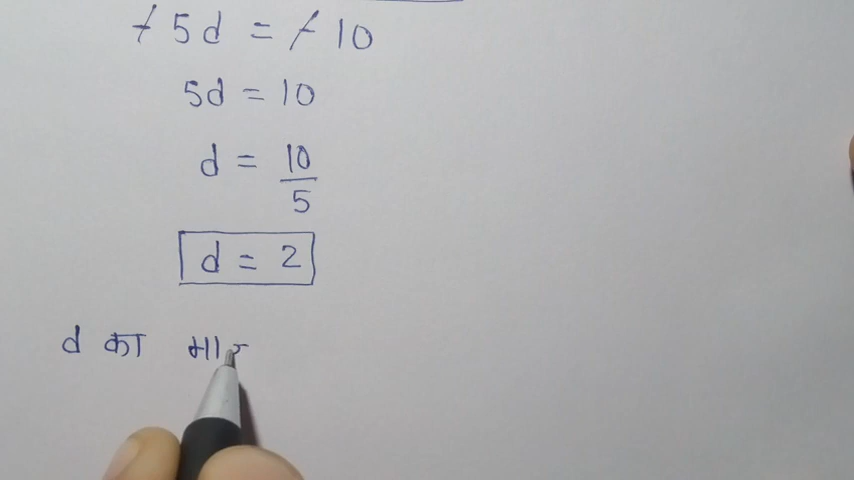 - 5d = - 10
5d = 10
d = 10/5
d = 2
d का